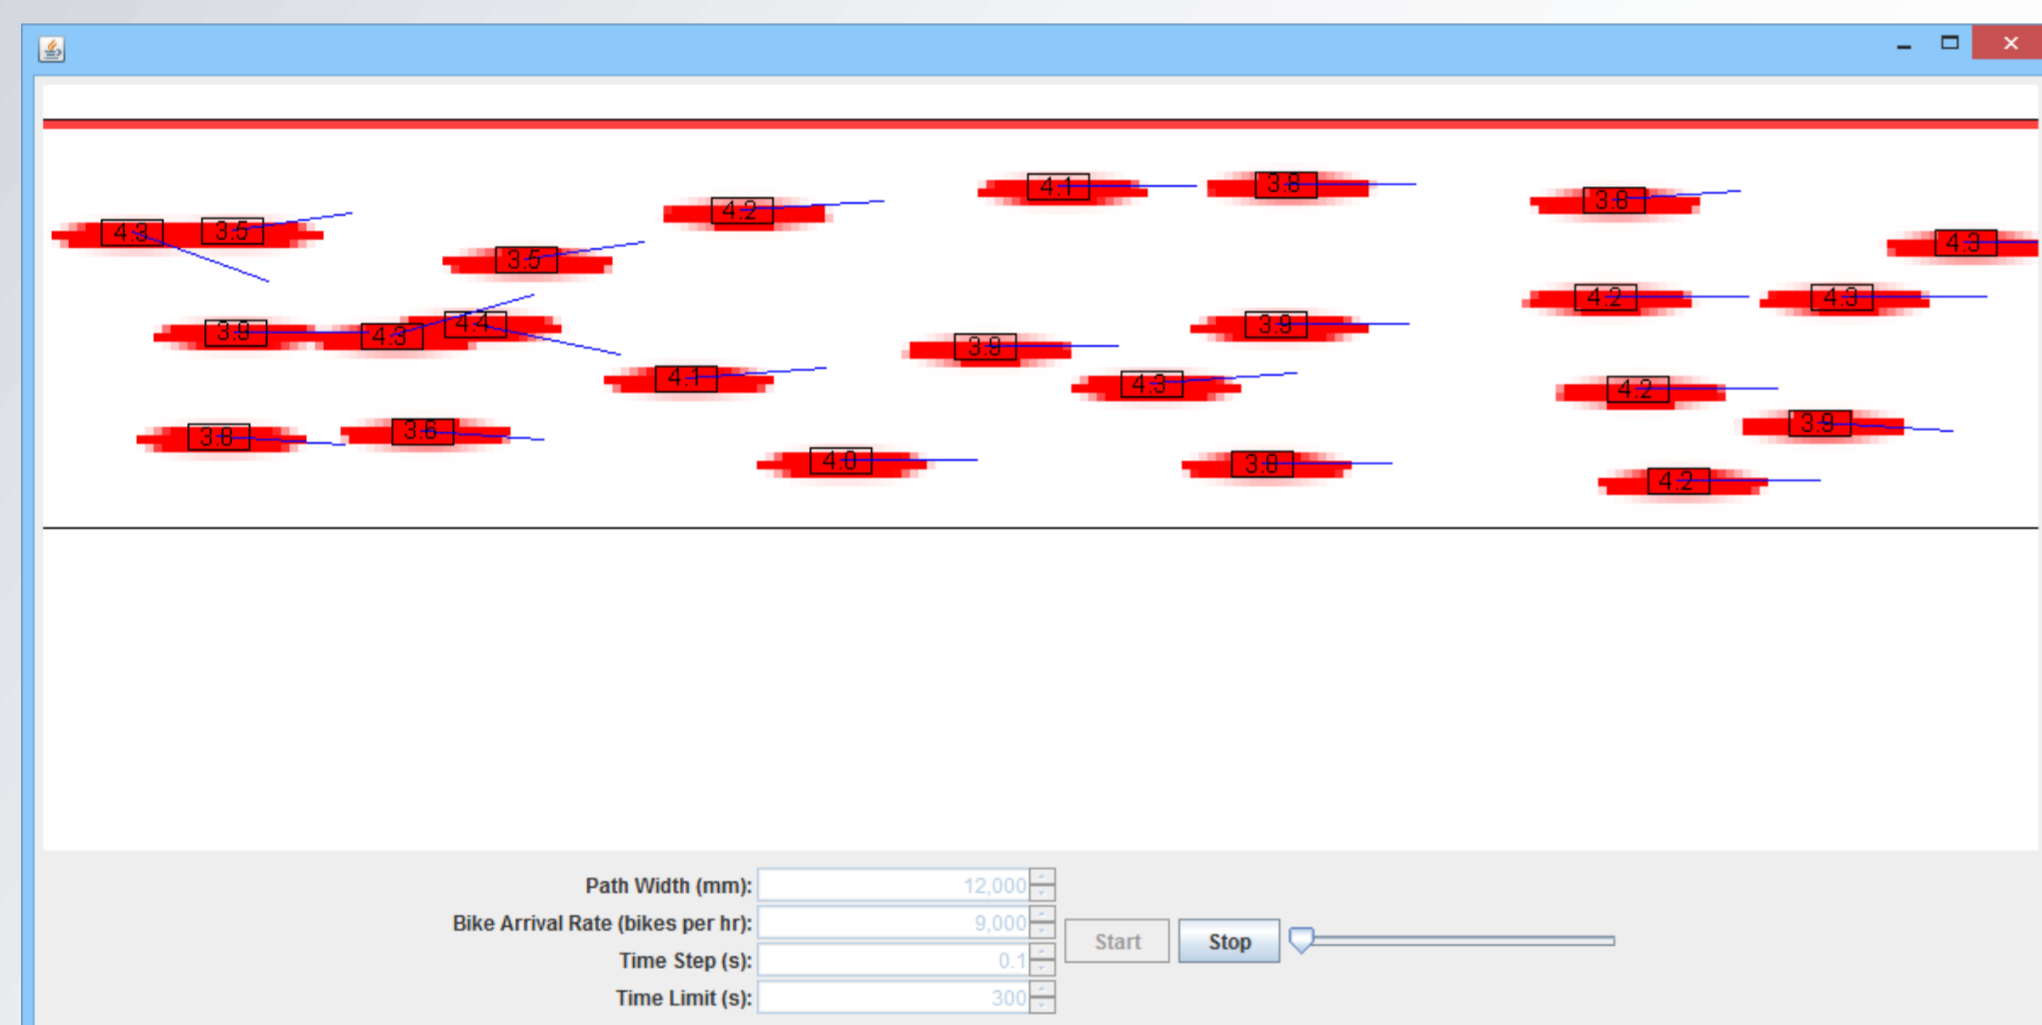 4.1 3.8
4.2 3.8
4.3 3.5 4.3
3.5
4.2 4.3
3.9 4.3 4.4 3.9
3.9
4.1 4.3 4.2
3.8 3.6 3.9
4.0 3.8 4.2
Path Width (mm): 12,000
Bike Arrival Rate (bikes per hr): 9,000
Start Stop
Time Step (s): 0.1
Time Limit (s): 300